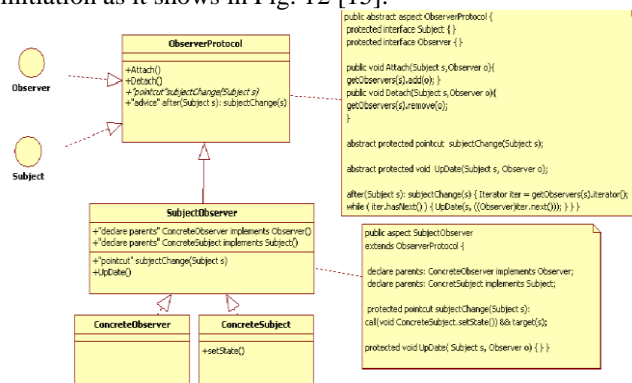 initiation as it shows in Fig. 12 [15].
ObserverProtocol
+Attach()
+Detach()
+"pointcut"subjectChange(Subject s)
+"advice" after(Subject s): subjectChange(s)
Observer
Subject
public abstract aspect ObserverProtocol {
protected interface Subject { }
protected interface Observer { }
public void Attach(Subject s,Observer o){
getObservers(s).add(o); }
public void Detach(Subject s,Observer o){
getObservers(s).remove(o);
}
abstract protected pointcut subjectChange(Subject s);
abstract protected void UpDate(Subject s, Observer o);
after(Subject s): subjectChange(s) { Iterator iter = getObservers(s).iterator();
while ( iter.hasNext() ) { UpDate(s, ((Observer)iter.next())); } } }
SubjectObserver
+"declare parents" ConcreteObserver implements Observer()
+"declare parents" ConcreteSubject implements Subject()
+"pointcut" subjectChange(Subject s)
+UpDate()
public aspect SubjectObserver
extends ObserverProtocol {
declare parents: ConcreteObserver implements Observer;
declare parents: ConcretSubject implements Subject;
protected pointcut subjectChange(Subject s):
call(void ConcreteSubject.setState()) && target(s);
protected void UpDate( Subject s, Observer o) { } }
ConcreteObserver
ConcreteSubject
+setState()